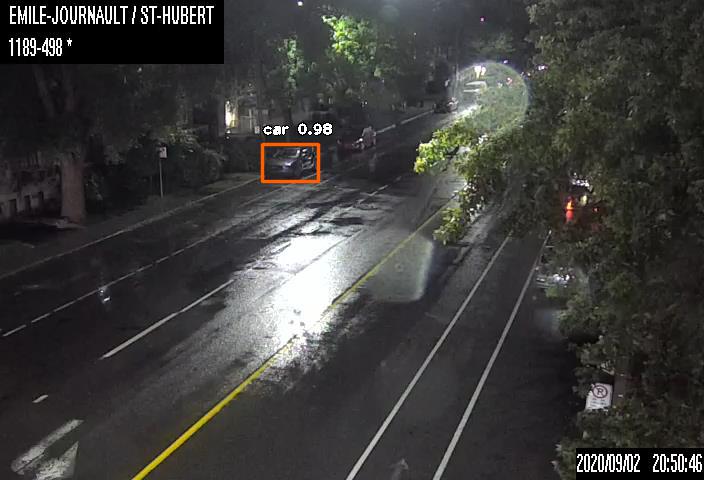 EMILE-JOURNAULT / ST-HUBERT
1189-498 *
car 0.98
P
2020/09/02 20:50:46